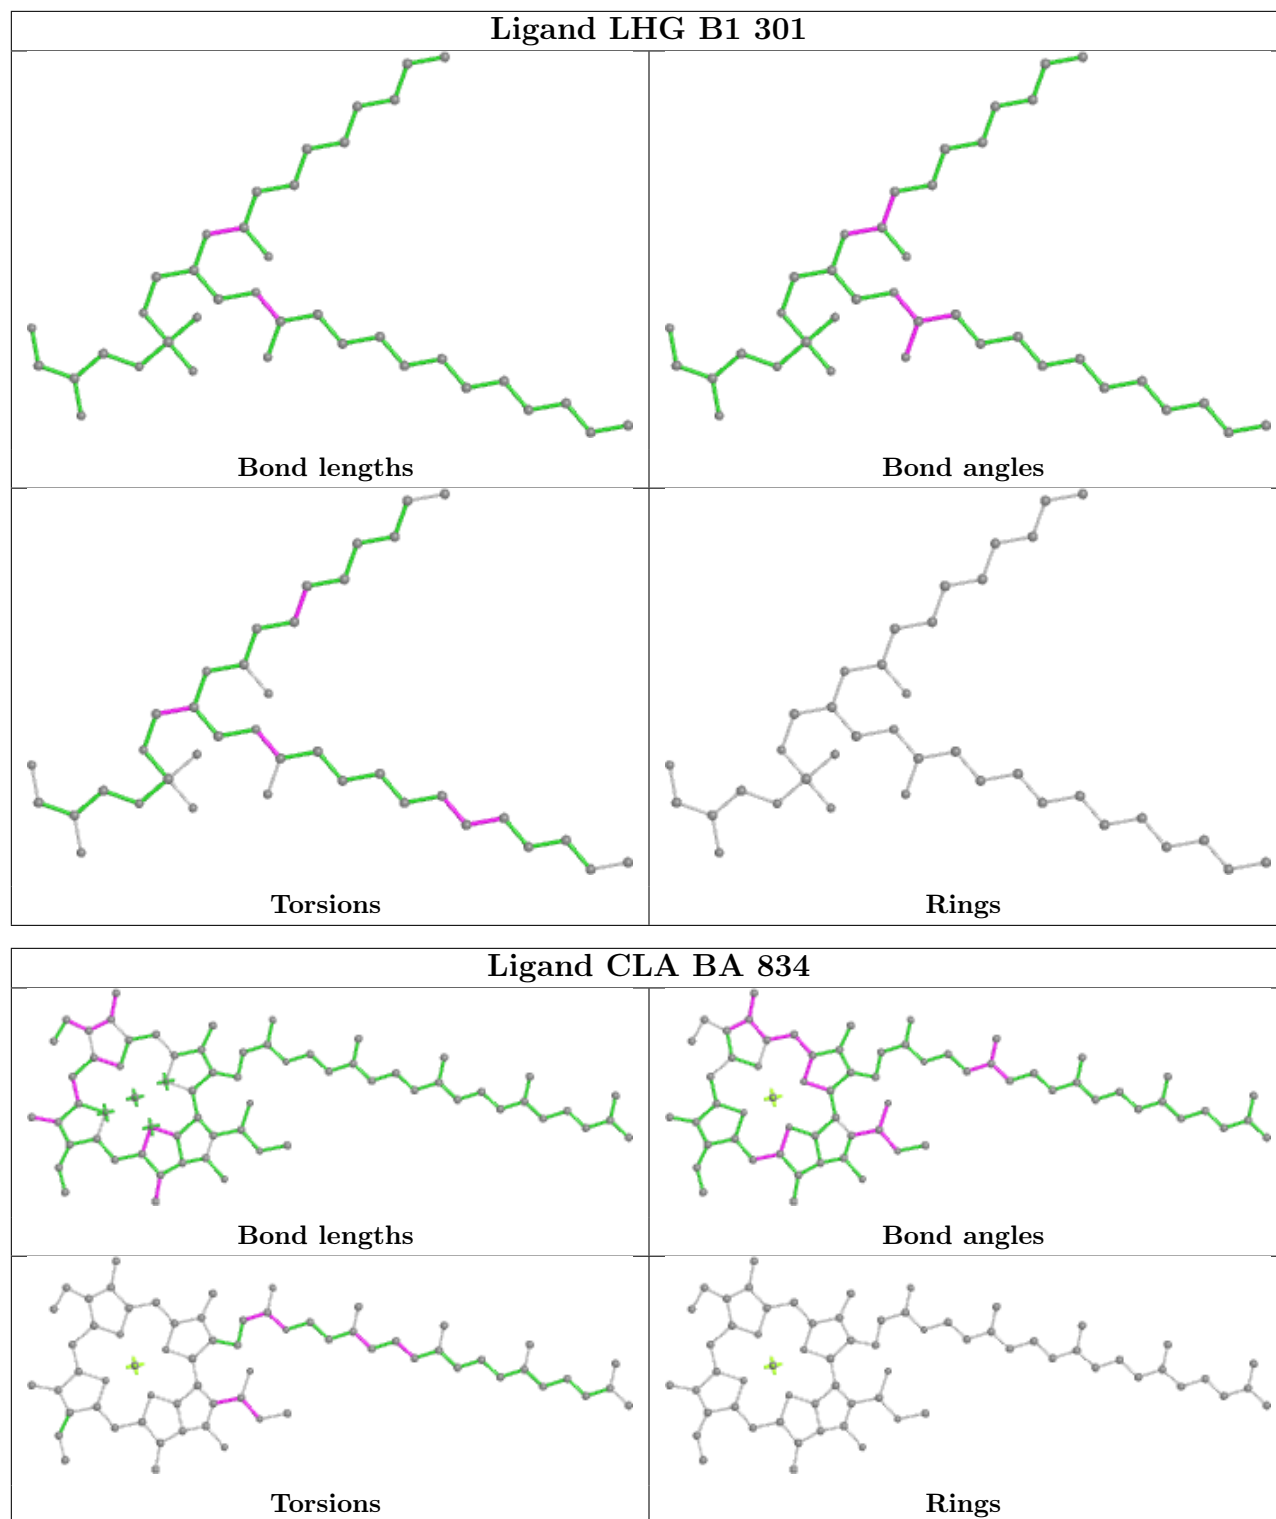 Ligand LHG B1 301
Bond lengths
Bond angles
Torsions
Rings
Ligand CLA BA 834
Bond lengths
Bond angles
Torsions
Rings